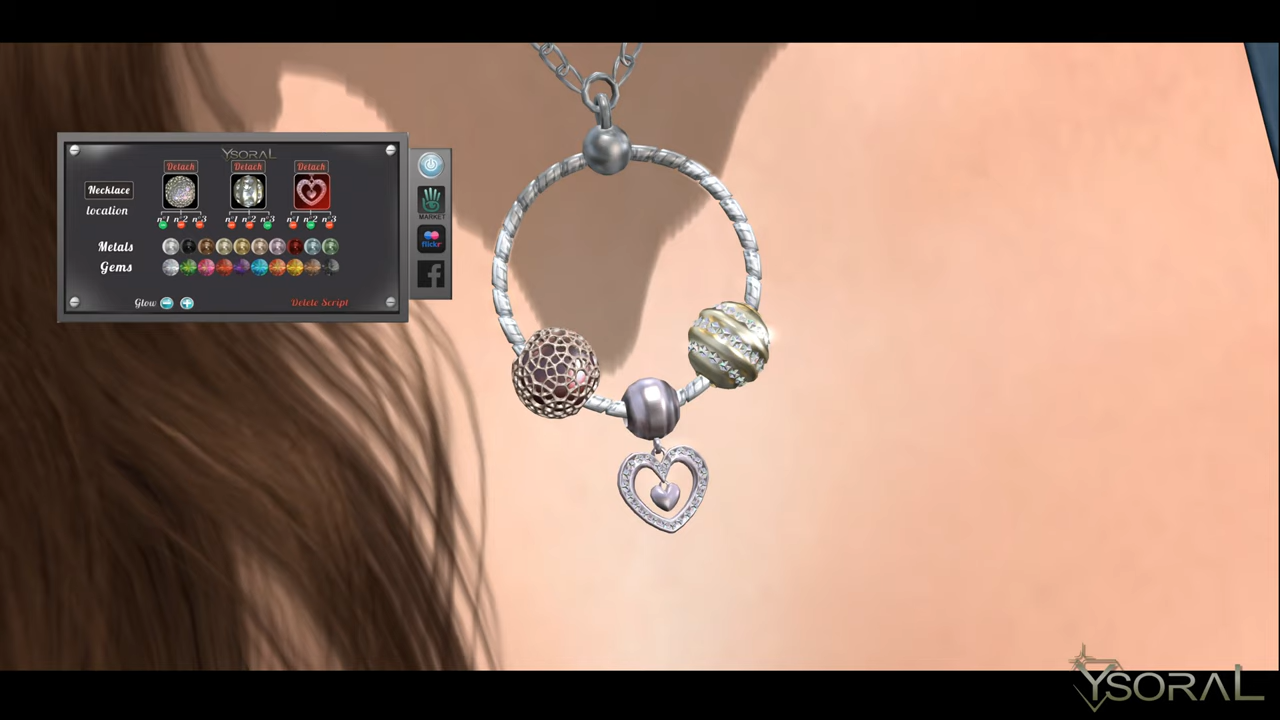 YSORAL
Detach Detach Detach
Necklace
location
n°1 n°2 n°3 n°1 n°2 n°3 n°1 n°2 n°3
Metals
Gems
Glow
Delete Script
MARKET
flickr
YSORAL